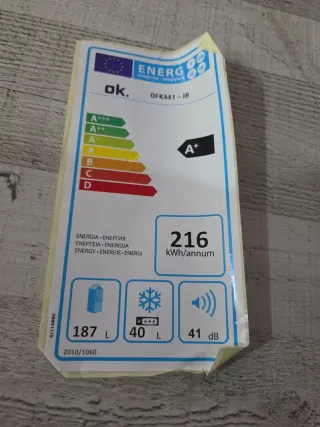 ENERG
ok.
OFK441 – IB
A+++
A++
A+
A
B
C
D
A+
ENERGIA • ЕНЕРГИЯ
ΕΝΕΡΓΕΙΑ • ENERGIJA
ENERGY • ENERGIE • ENERGI
216
kWh/annum
187 L
40 L
41 dB
2010/1060